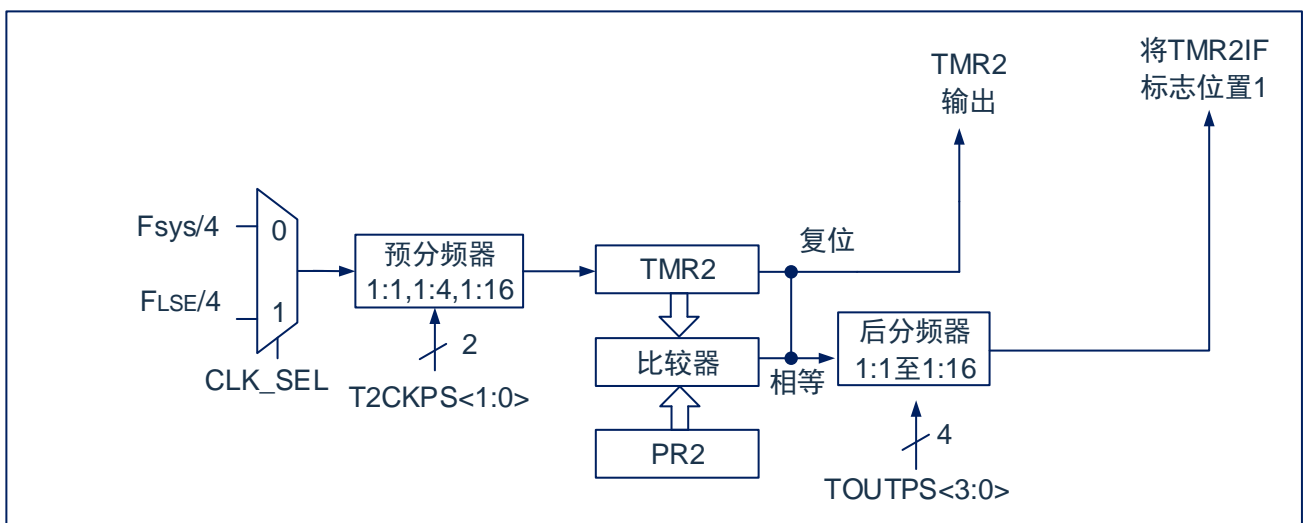 TMR2
输出
将TMR2IF
标志位置1
Fsys/4
0
预分频器
1:1,1:4,1:16
TMR2
复位
FLSE/4
1
2
比较器
相等
后分频器
1:1至1:16
CLK_SEL
T2CKPS<1:0>
PR2
4
TOUTPS<3:0>